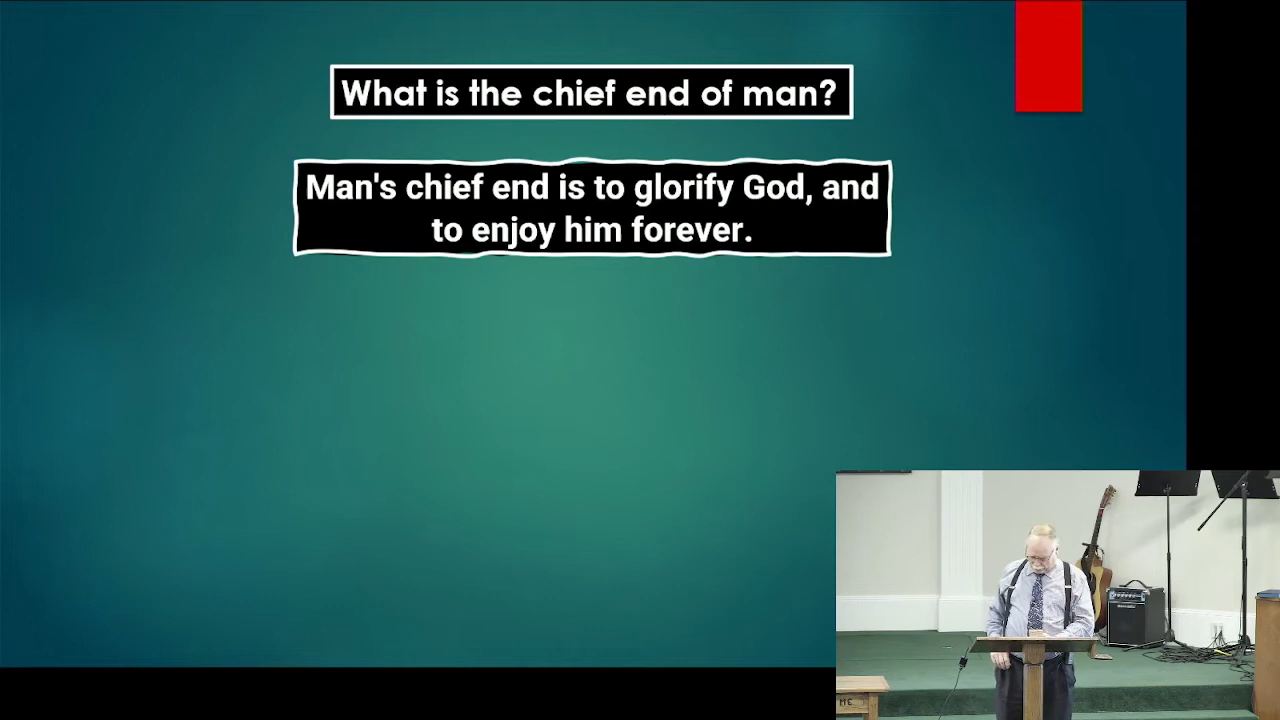 What is the chief end of man?
Man's chief end is to glorify God, and
to enjoy him forever.
ME